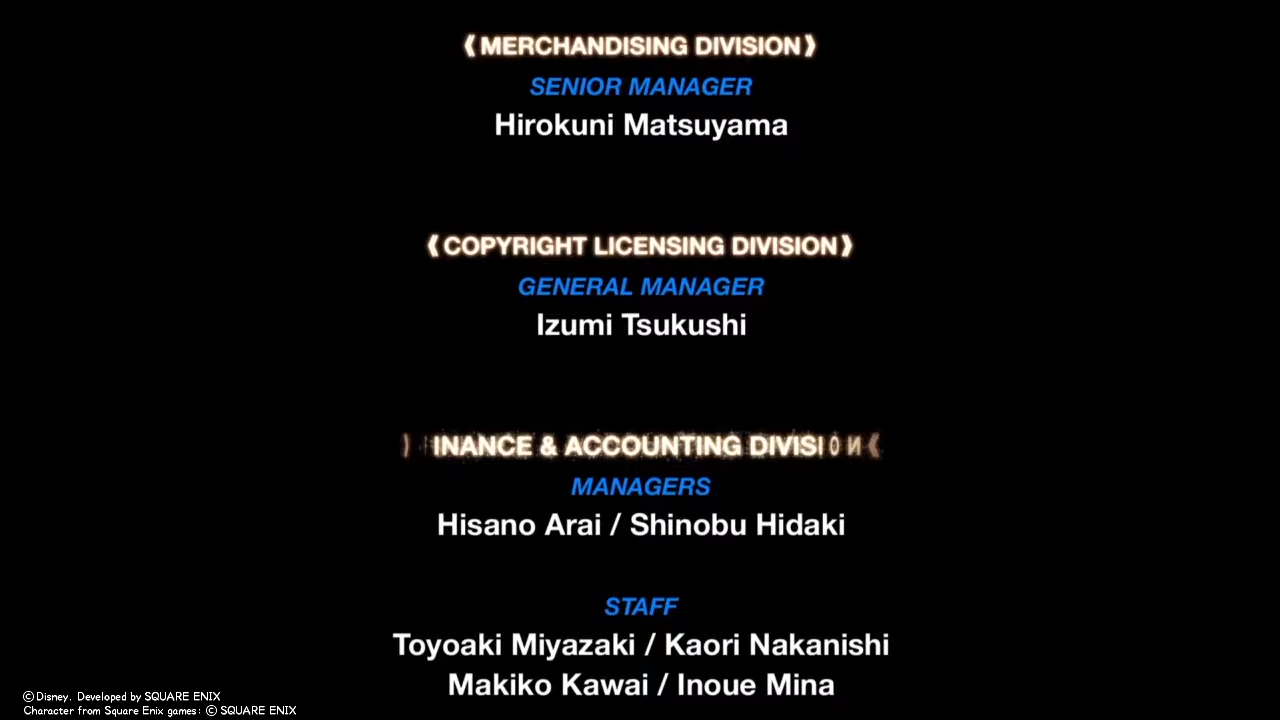 《MERCHANDISING DIVISION》
SENIOR MANAGER
Hirokuni Matsuyama
《COPYRIGHT LICENSING DIVISION》
GENERAL MANAGER
Izumi Tsukushi
INANCE & ACCOUNTING DIVISION
MANAGERS
Hisano Arai / Shinobu Hidaki
STAFF
Toyoaki Miyazaki / Kaori Nakanishi
Makiko Kawai / Inoue Mina
© Disney. Developed by SQUARE ENIX
Character from Square Enix games: © SQUARE ENIX